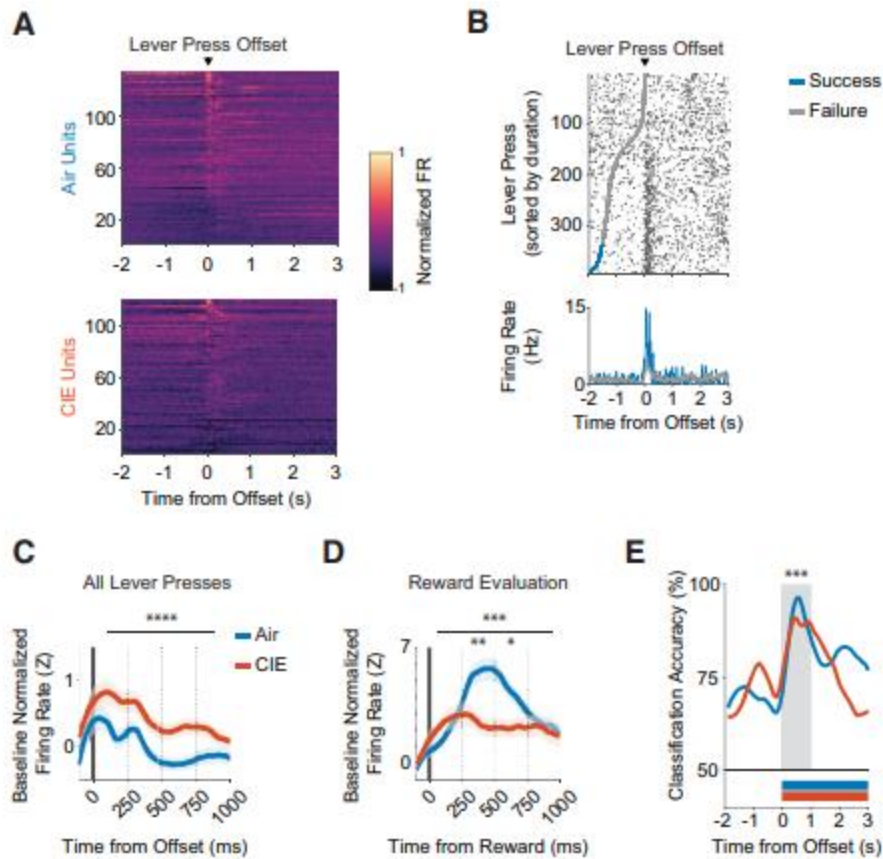 A
Lever Press Offset
Air Units
100
60
20
-2 -1 0 1 2 3
1
Normalized FR
-1
CIE Units
100
60
20
-2 -1 0 1 2 3
Time from Offset (s)
B
Lever Press Offset
Success
Failure
Lever Press
(sorted by duration)
100
200
300
Firing Rate
(Hz)
15
0
-2 -1 0 1 2 3
Time from Offset (s)
C
All Lever Presses
****
Air
CIE
Baseline Normalized
Firing Rate (Z)
1
0
0 250 500 750 1000
Time from Offset (ms)
D
Reward Evaluation
***
** *
Baseline Normalized
Firing Rate (Z)
7
0
0 250 500 750 1000
Time from Reward (ms)
E
***
Classification Accuracy (%)
100
75
50
-2 -1 0 1 2 3
Time from Offset (s)